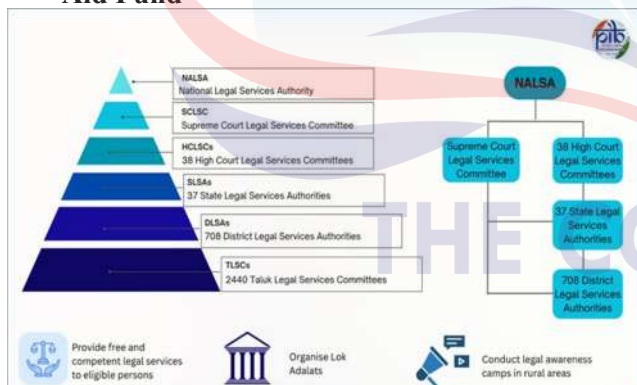 Aid Fund
pib
NALSA
National Legal Services Authority
SCLSC
Supreme Court Legal Services Committee
HCLSCs
38 High Court Legal Services Committees
SLSAs
37 State Legal Services Authorities
DLSAs
708 District Legal Services Authorities
TLSCs
2440 Taluk Legal Services Committees
NALSA
Supreme Court
Legal Services
Committee
38 High Court
Legal Services
Committees
37 State Legal
Services
Authorities
708 District
Legal Services
Authorities
THE CO
Provide free and
competent legal services
to eligible persons
Organise Lok
Adalats
Conduct legal awareness
camps in rural areas